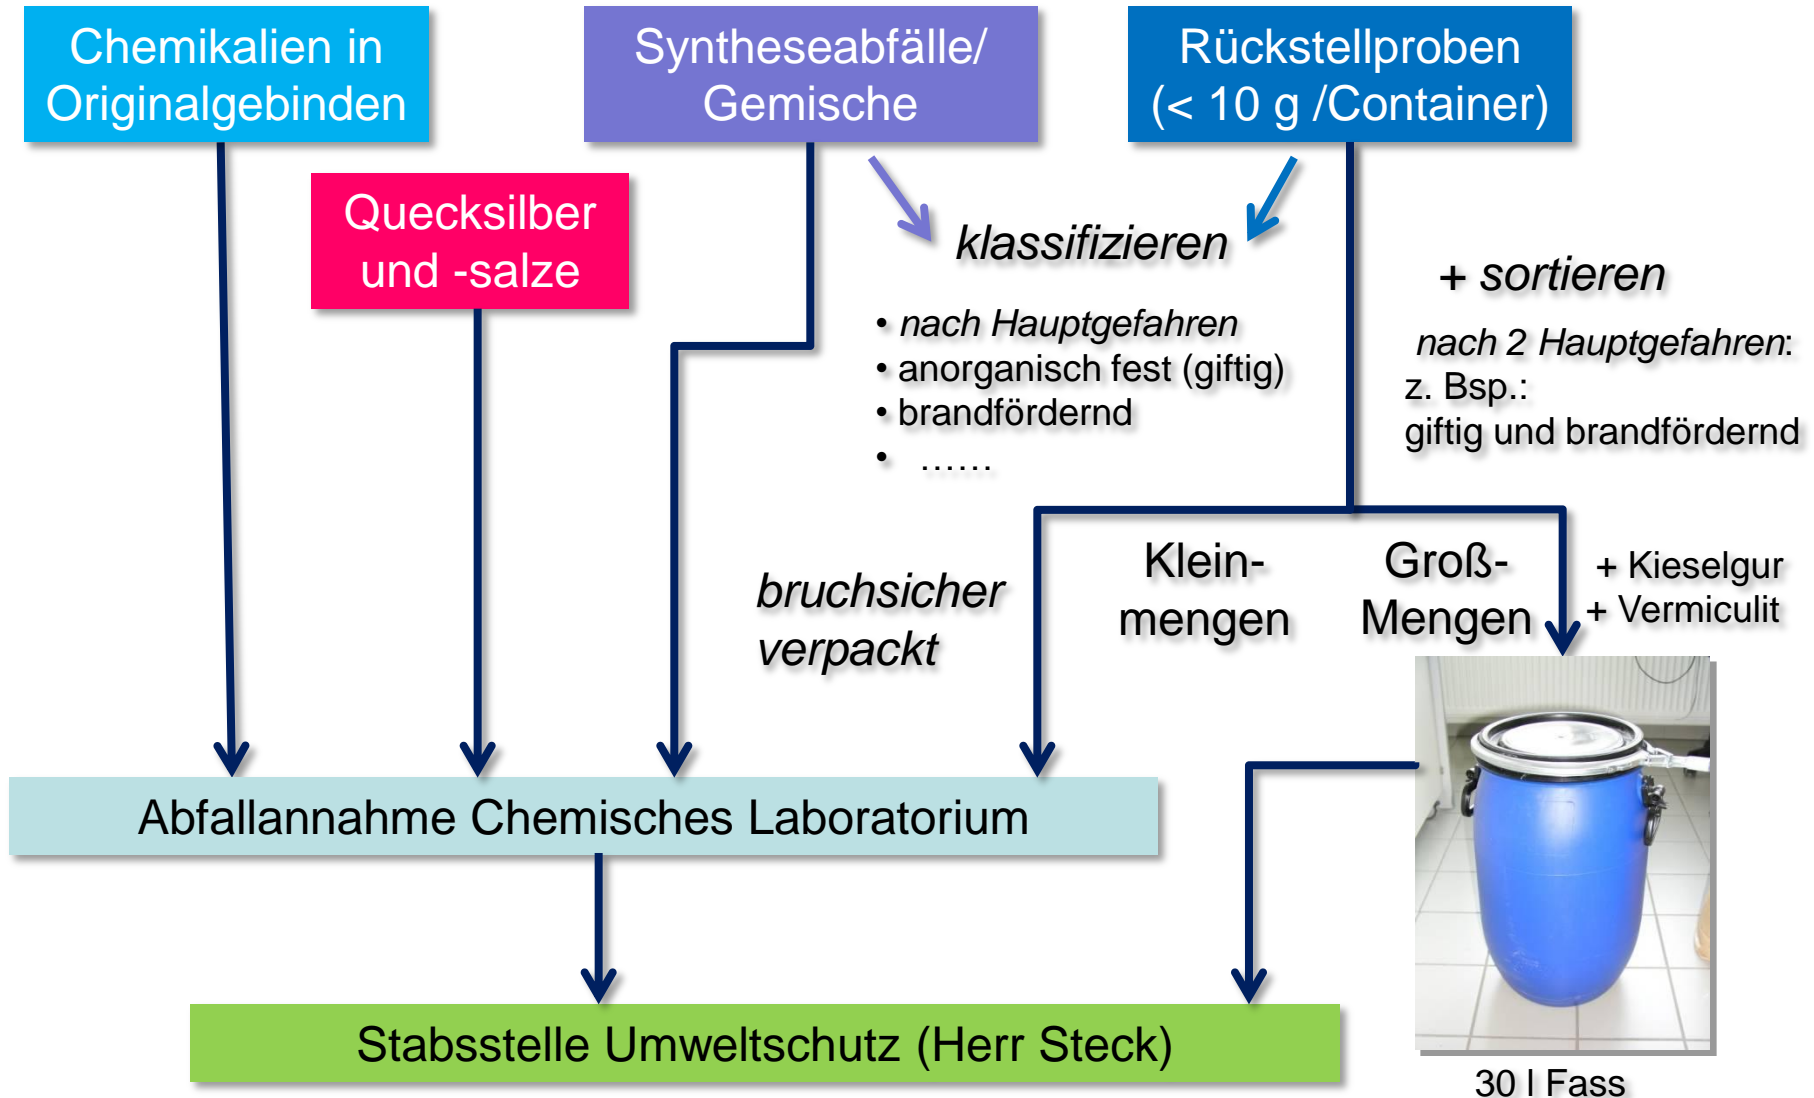 Chemikalien in
Originalgebinden
Syntheseabfälle/
Gemische
Rückstellproben
(< 10 g /Container)
Quecksilber
und -salze
klassifizieren
• nach Hauptgefahren
• anorganisch fest (giftig)
• brandfördernd
• ……
+ sortieren
nach 2 Hauptgefahren:
z. Bsp.:
giftig und brandfördernd
bruchsicher
verpackt
Klein-
mengen
Groß-
Mengen
+ Kieselgur
+ Vermiculit
Abfallannahme Chemisches Laboratorium
Stabsstelle Umweltschutz (Herr Steck)
30 l Fass